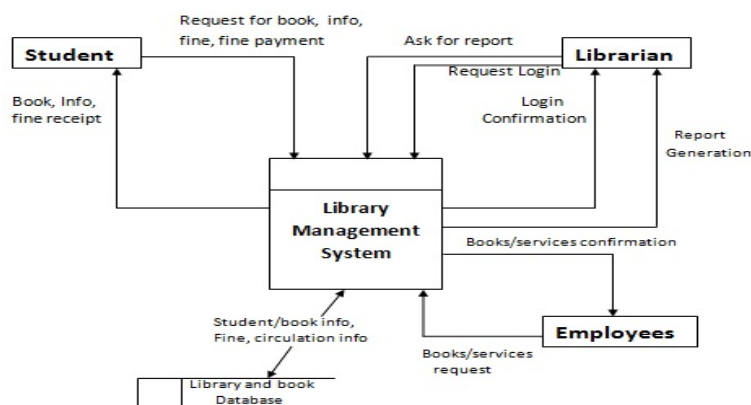 Request for book, info,
fine, fine payment
Ask for report
Student
Librarian
Request Login
Book, Info,
fine receipt
Login
Confirmation
Report
Generation
Library
Management
System
Books/services confirmation
Student/book info,
Fine, circulation info
Employees
Books/services
request
Library and book
Database